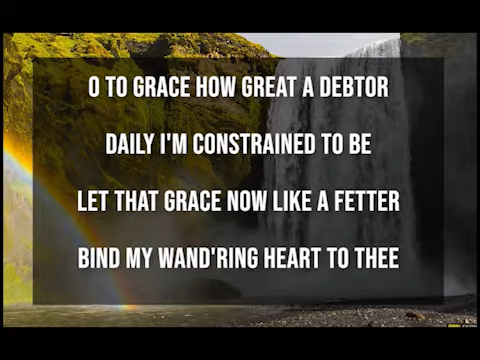 O TO GRACE HOW GREAT A DEBTOR
DAILY I'M CONSTRAINED TO BE
LET THAT GRACE NOW LIKE A FETTER
BIND MY WAND'RING HEART TO THEE